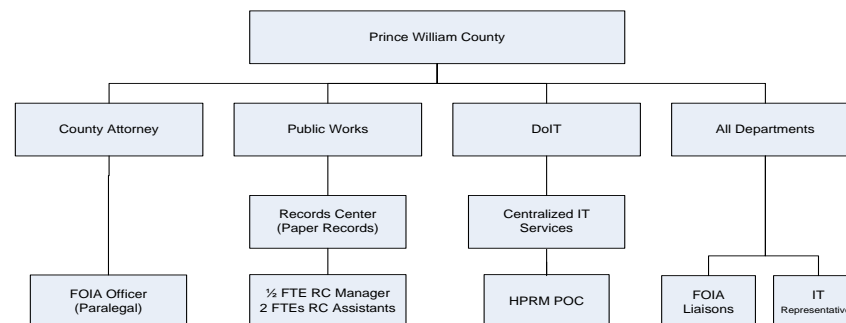 Prince William County
County Attorney
Public Works
DoIT
All Departments
Records Center
(Paper Records)
Centralized IT
Services
FOIA Officer
(Paralegal)
½ FTE RC Manager
2 FTEs RC Assistants
HPRM POC
FOIA
Liaisons
IT
Representative